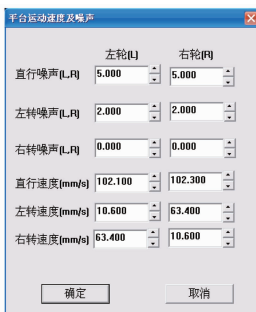 平台运动速度及噪声
左轮(L) 右轮(R)
直行噪声(L,R) 5.000 5.000
左转噪声(L,R) 2.000 2.000
右转噪声(L,R) 0.000 0.000
直行速度(mm/s) 102.100 102.300
左转速度(mm/s) 10.600 63.400
右转速度(mm/s) 63.400 10.600
确定 取消